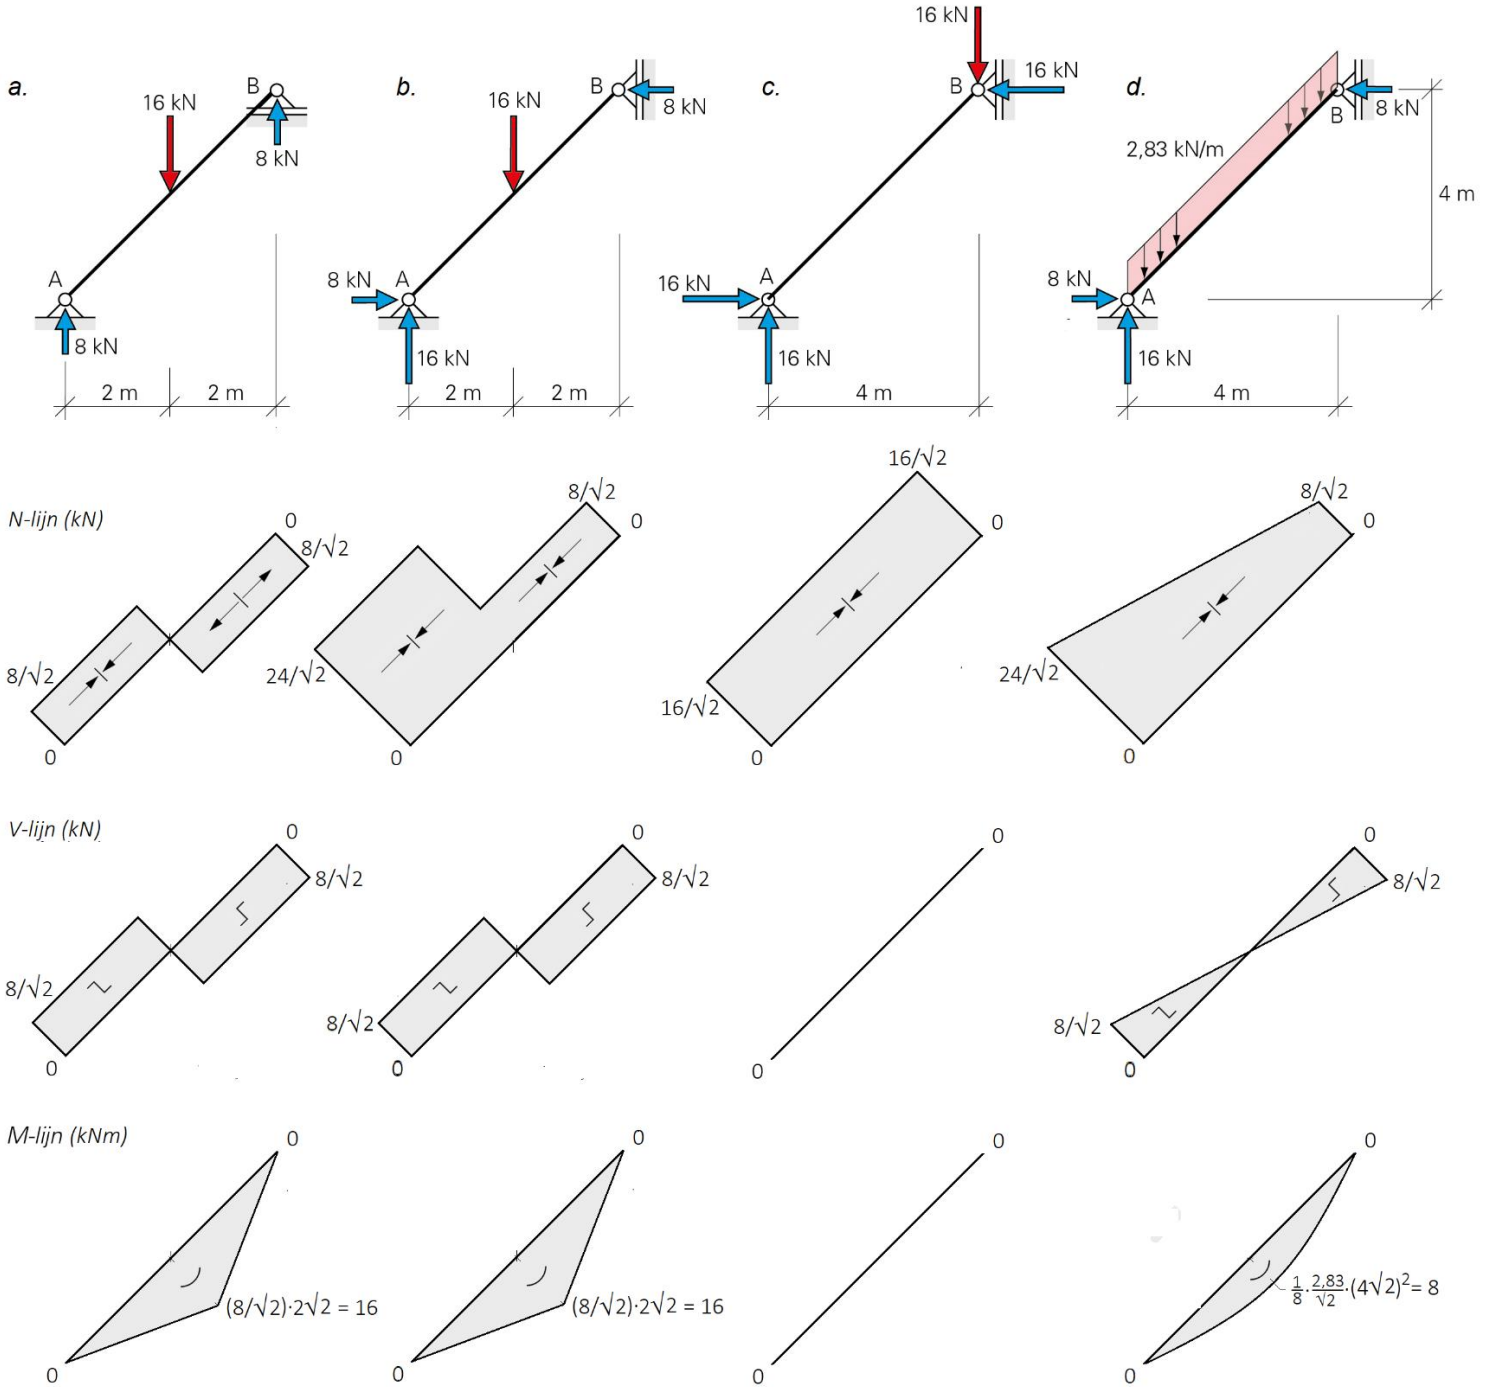 a.
16 kN
B
8 kN
A
8 kN
2 m
2 m
b.
16 kN
B
8 kN
8 kN
A
16 kN
2 m
2 m
c.
16 kN
B
16 kN
A
16 kN
16 kN
4 m
d.
B
8 kN
2,83 kN/m
4 m
8 kN
A
16 kN
4 m
N-lijn (kN)
0
8/√2
8/√2
0
8/√2
0
24/√2
0
16/√2
0
16/√2
0
8/√2
0
24/√2
0
V-lijn (kN)
0
8/√2
8/√2
0
0
8/√2
8/√2
0
0
0
0
8/√2
8/√2
0
M-lijn (kNm)
0
(8/√2)·2√2 = 16
0
0
(8/√2)·2√2 = 16
0
0
0
0
1/8·2,83/√2·(4√2)²= 8
0